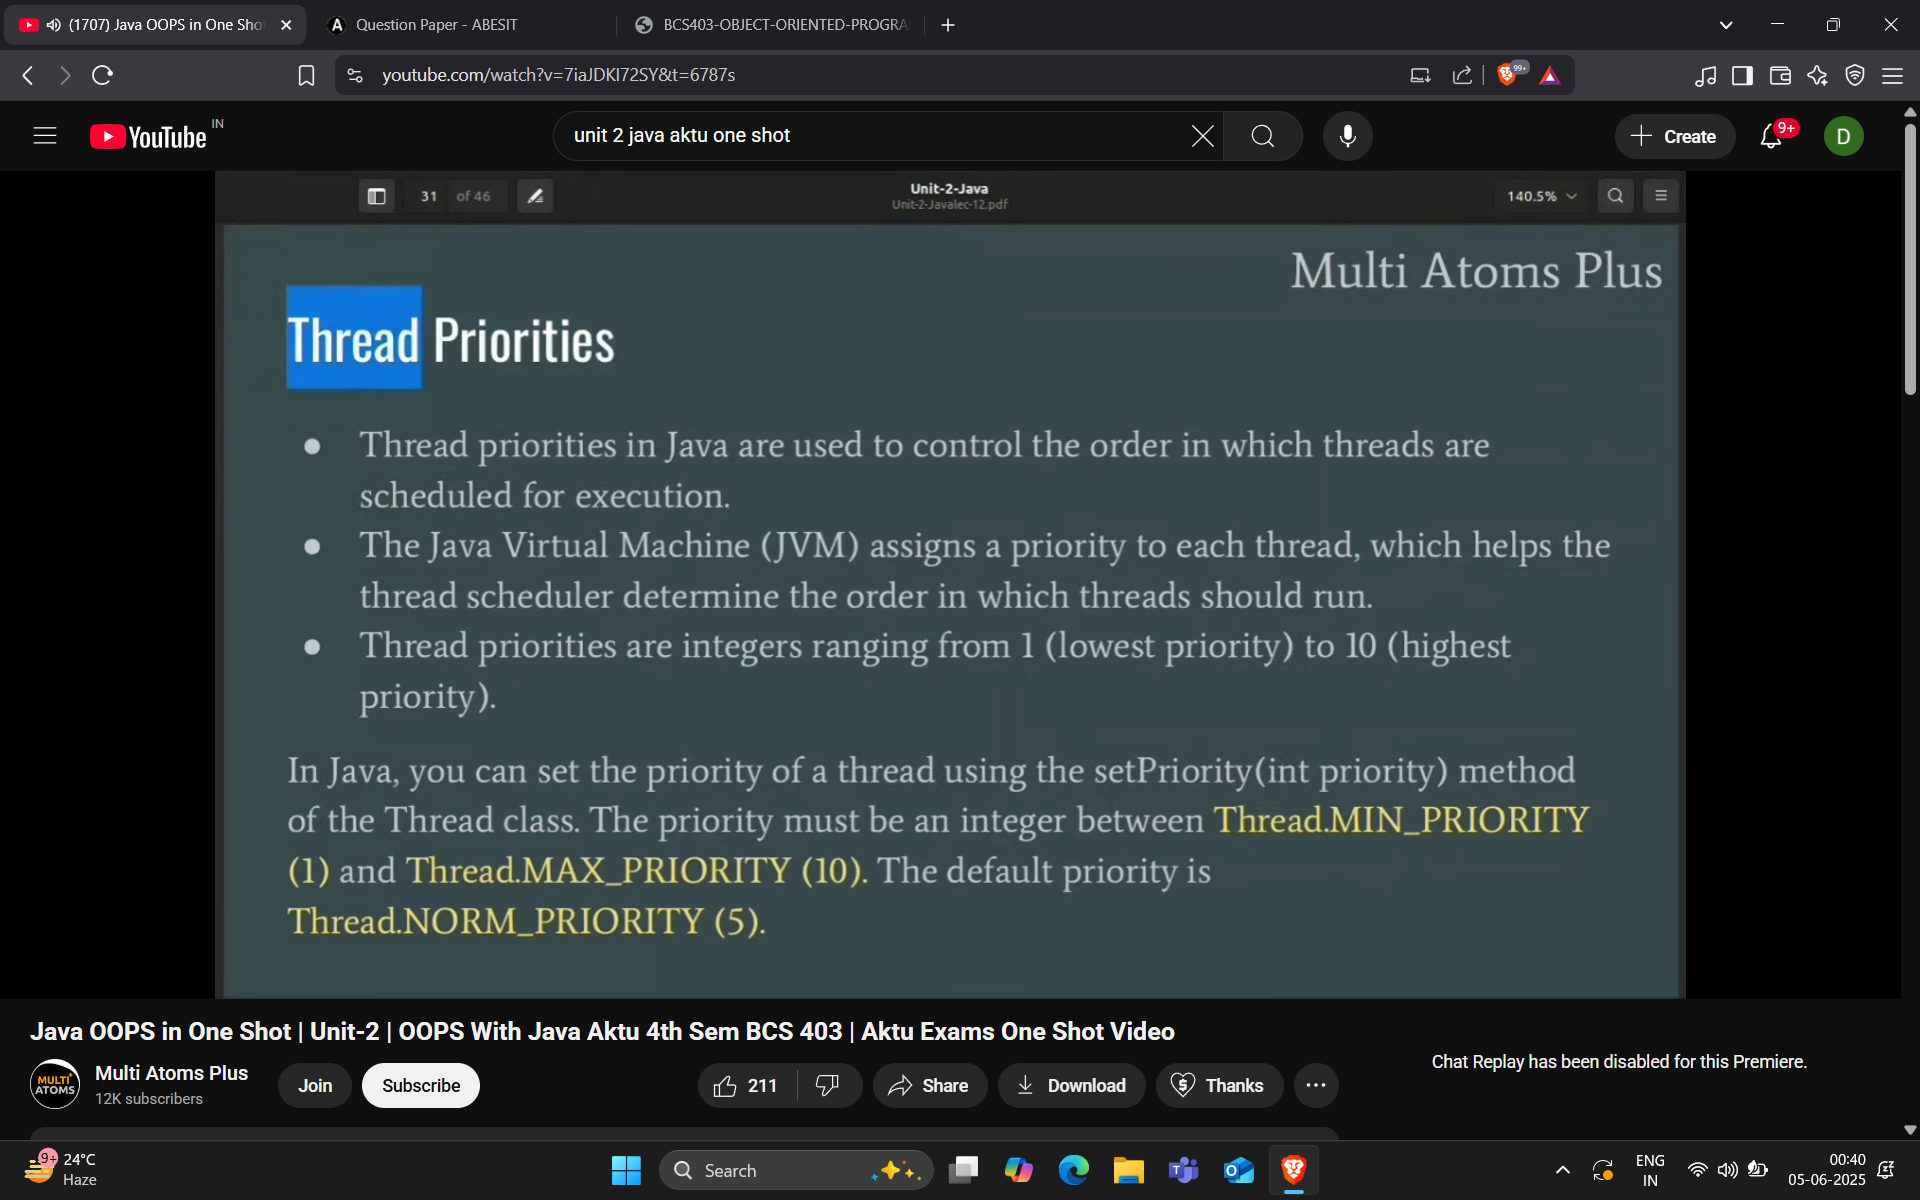 (1707) Java OOPS in One Sho
Question Paper - ABESIT
BCS403-OBJECT-ORIENTED-PROGRA
youtube.com/watch?v=7iaJDKI72SY&t=6787s
99+
YouTube IN
unit 2 java aktu one shot
Create
9+
D
31 of 46
Unit-2-Java
Unit-2-Javalec-12.pdf
140.5%
Multi Atoms Plus
Thread Priorities
● Thread priorities in Java are used to control the order in which threads are
scheduled for execution.
● The Java Virtual Machine (JVM) assigns a priority to each thread, which helps the
thread scheduler determine the order in which threads should run.
● Thread priorities are integers ranging from 1 (lowest priority) to 10 (highest
priority).
In Java, you can set the priority of a thread using the setPriority(int priority) method
of the Thread class. The priority must be an integer between Thread.MIN_PRIORITY
(1) and Thread.MAX_PRIORITY (10). The default priority is
Thread.NORM_PRIORITY (5).
Java OOPS in One Shot | Unit-2 | OOPS With Java Aktu 4th Sem BCS 403 | Aktu Exams One Shot Video
MULTI
ATOMS
Multi Atoms Plus
12K subscribers
Join
Subscribe
211
Share
Download
Thanks
Chat Replay has been disabled for this Premiere.
9+
24°C
Haze
Search
ENG
IN
00:40
05-06-2025